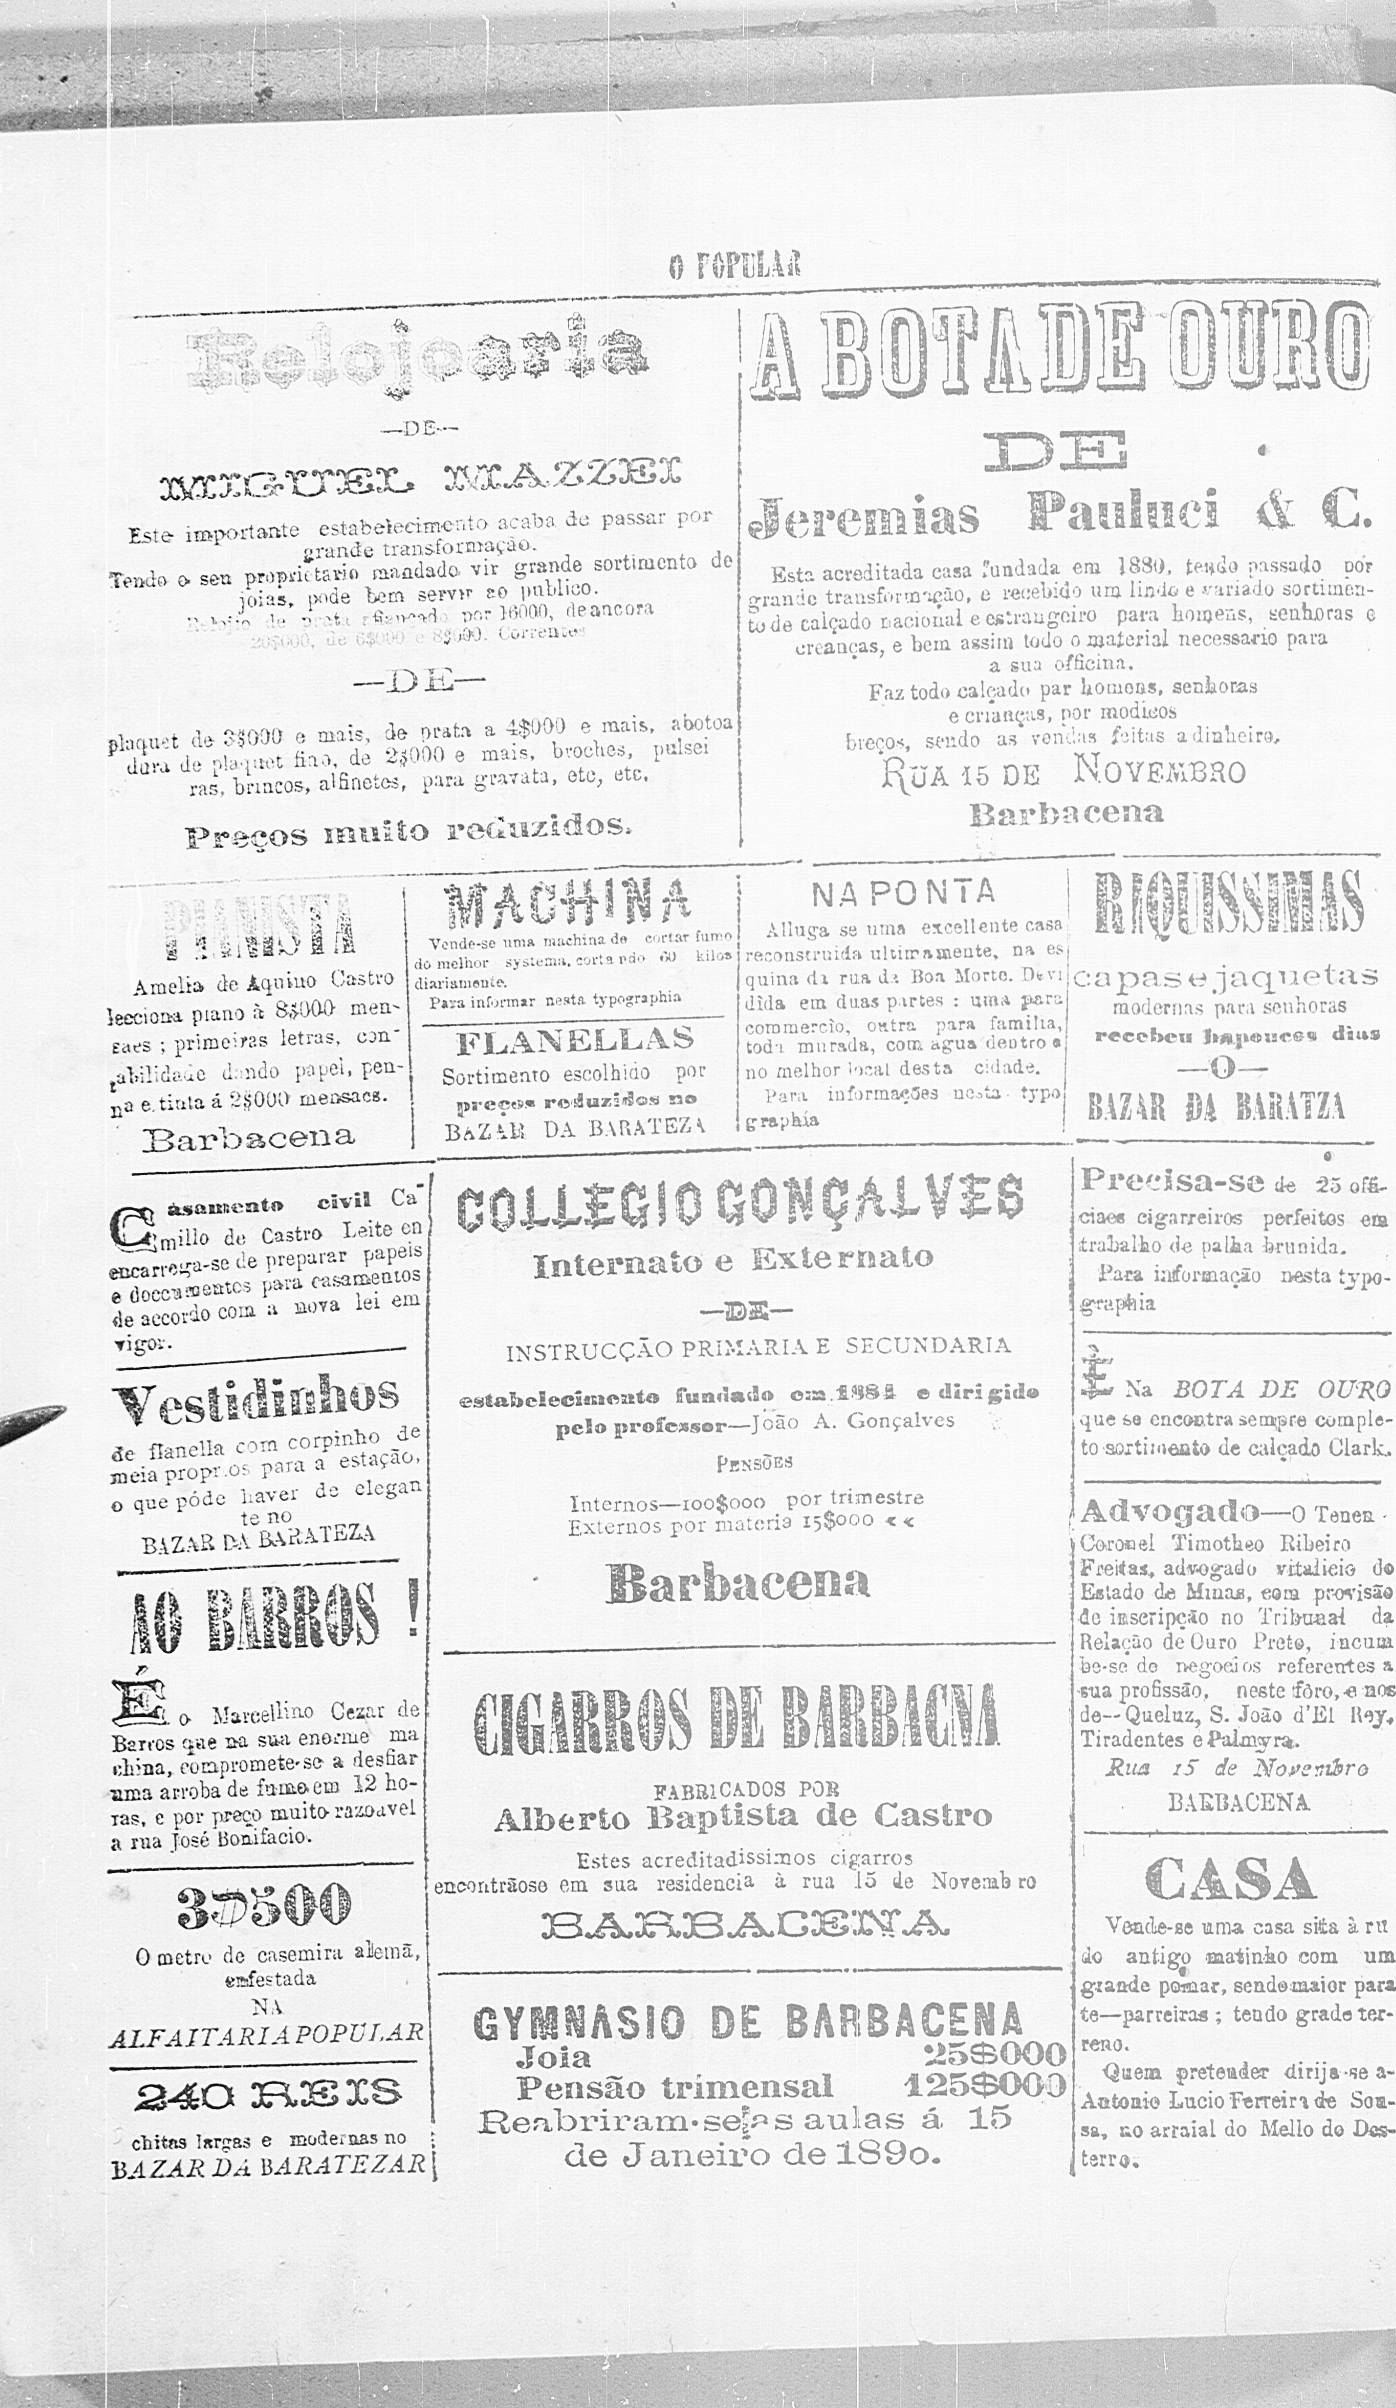 O POPULAR
Relojoaria
—DE—
MIGUEL MAZZEI
Este importante estabelecimento acaba de passar por
grande transformação.
Tendo o seu proprietario mandado vir grande sortimento de
joias, pode bem servir ao publico.
Relojio de prata afiançado por 16000, de ancora
20$000, de 6$000 e 8$000. Correntes
—DE—
plaquet de 3$000 e mais, de prata a 4$000 e mais, abotoa
dura de plaquet fino, de 2$000 e mais, broches, pulsei
ras, brincos, alfinetes, para gravata, etc, etc.
Preços muito reduzidos.
A BOTA DE OURO
DE
Jeremias Pauluci & C.
Esta acreditada casa fundada em 1880, tendo passado por
grande transformação, e recebido um lindo e variado sortimen-
to de calçado nacional e estrangeiro para homens, senhoras e
creanças, e bem assim todo o material necessario para
a sua officina.
Faz todo calçado par homens, senhoras
e crianças, por modicos
breços, sendo as vendas feitas a dinheiro.
RUA 15 DE NOVEMBRO
Barbacena
PIANISTA
Amelia de Aquino Castro
lecciona piano à 8$000 men-
saes ; primeiras letras, con-
tabilidade dando papel, pen-
na e tinta á 2$000 mensaes.
Barbacena
MACHINA
Vende-se uma machina de cortar fumo
do melhor systema, corta ndo 60 kilos
diariamente.
Para informar nesta typographia
FLANELLAS
Sortimento escolhido por
preços reduzidos no
BAZAR DA BARATEZA
NA PONTA
Alluga se uma excellente casa
reconstruida ultimamente, na es
quina da rua da Boa Morte. Devi
dida em duas partes : uma para
commercio, outra para familia,
toda murada, com agua dentro e
no melhor local desta cidade.
Para informações nesta typo
graphia
RIQUISSIMAS
capas e jaquetas
modernas para senhoras
recebeu hapoucos dias
—O—
BAZAR DA BARATZA
Casamento civil Ca-
millo de Castro Leite en
encarrega-se de preparar papeis
e doccumentos para casamentos
de accordo com a nova lei em
vigor.
Vestidinhos
de flanella com corpinho de
meia proprios para a estação,
o que póde haver de elegan
te no
BAZAR DA BARATEZA
AO BARROS !
É o Marcellino Cezar de
Barros que na sua enorme ma
china, compromete-se a desfiar
uma arroba de fumo em 12 ho-
ras, e por preço muito razoavel
a rua José Bonifacio.
3$500
O metro de casemira allemã,
enfestada
NA
ALFAITARIA POPULAR
240 REIS
chitas largas e modernas no
BAZAR DA BARATEZAR
COLLEGIO GONÇALVES
Internato e Externato
—DE—
INSTRUCÇÃO PRIMARIA E SECUNDARIA
estabelecimento fundado em 1884 e dirigido
pelo professor—João A. Gonçalves
PENSÕES
Internos—100$000 por trimestre
Externos por materia 15$000 « «
Barbacena
CIGARROS DE BARBACNA
FABRICADOS POR
Alberto Baptista de Castro
Estes acreditadissimos cigarros
encontrãose em sua residencia à rua 15 de Novembro
BARBACENA
GYMNASIO DE BARBACENA
Joia 25$000
Pensão trimensal 125$000
Reabriram-se as aulas á 15
de Janeiro de 1890.
Precisa-se de 25 offi-
ciaes cigarreiros perfeitos em
trabalho de palha brunida.
Para informação nesta typo-
graphia
È Na BOTA DE OURO
que se encontra sempre comple-
to sortimento de calçado Clark.
Advogado—O Tenen
Coronel Timotheo Ribeiro
Freitas, advogado vitalicio do
Estado de Minas, com provisão
de inscripção no Tribunal da
Relação de Ouro Preto, incum
be-se de negocios referentes a
sua profissão, neste fôro, e nos
de—Queluz, S. João d'El Rey,
Tiradentes e Palmyra.
Rua 15 de Novembro
BARBACENA
CASA
Vende-se uma casa sita à ru
do antigo matinho com um
grande pomar, sendo maior para
te—parreiras ; tendo grade ter-
reno.
Quem pretender dirija-se a-
Antonio Lucio Ferreira de Sou-
sa, no arraial do Mello do Des-
terro.